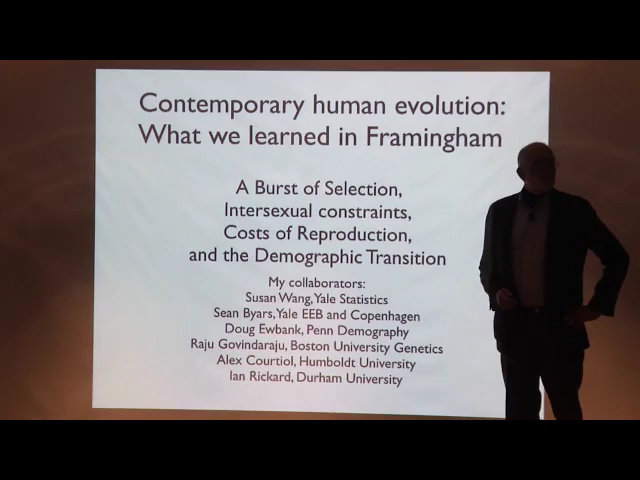 Contemporary human evolution:
What we learned in Framingham
A Burst of Selection,
Intersexual constraints,
Costs of Reproduction,
and the Demographic Transition
My collaborators:
Susan Wang, Yale Statistics
Sean Byars, Yale EEB and Copenhagen
Doug Ewbank, Penn Demography
Raju Govindaraju, Boston University Genetics
Alex Courtiol, Humboldt University
Ian Rickard, Durham University